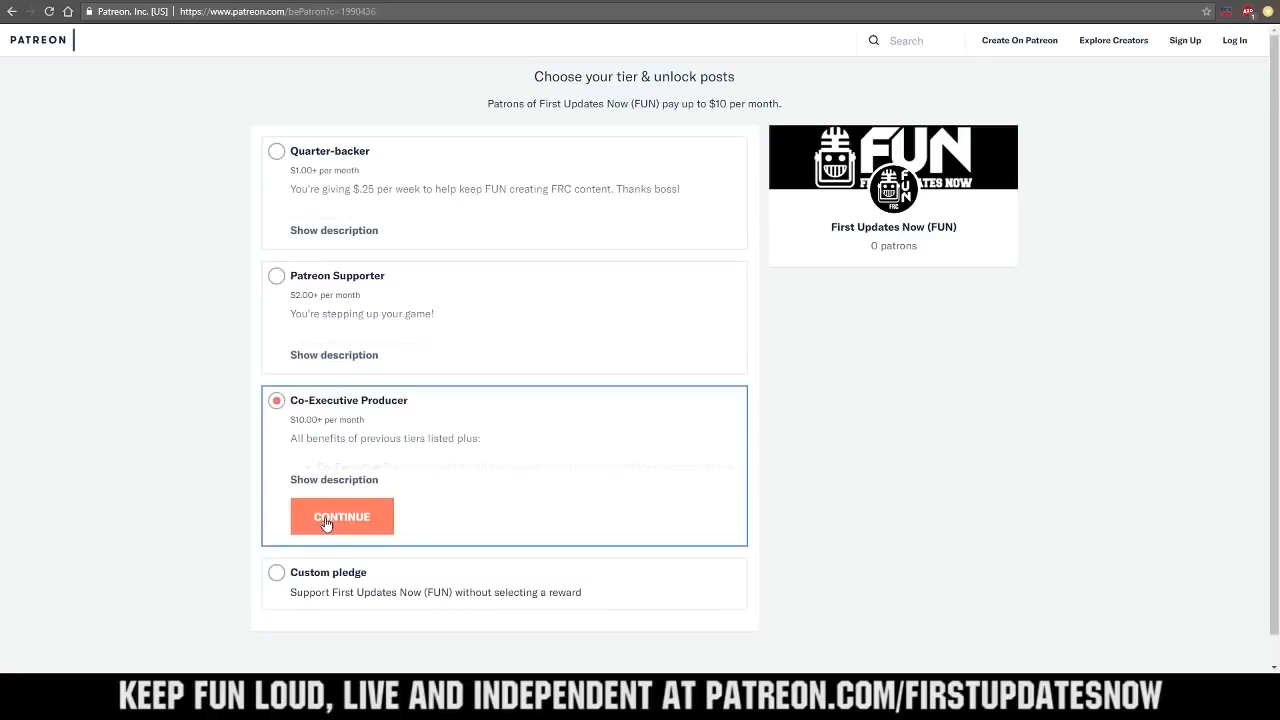 Patreon, Inc. [US] | https://www.patreon.com/bePatron?c=1990436
PATREON
Search
Create On Patreon
Explore Creators
Sign Up
Log In
Choose your tier & unlock posts
Patrons of First Updates Now (FUN) pay up to $10 per month.
Quarter-backer
$1.00+ per month
You're giving $.25 per week to help keep FUN creating FRC content. Thanks boss!
Show description
Patreon Supporter
$2.00+ per month
You're stepping up your game!
Show description
Co-Executive Producer
$10.00+ per month
All benefits of previous tiers listed plus:
Show description
CONTINUE
Custom pledge
Support First Updates Now (FUN) without selecting a reward
FUN
UPDATES NOW
FUN
FRC
First Updates Now (FUN)
0 patrons
KEEP FUN LOUD, LIVE AND INDEPENDENT AT PATREON.COM/FIRSTUPDATESNOW